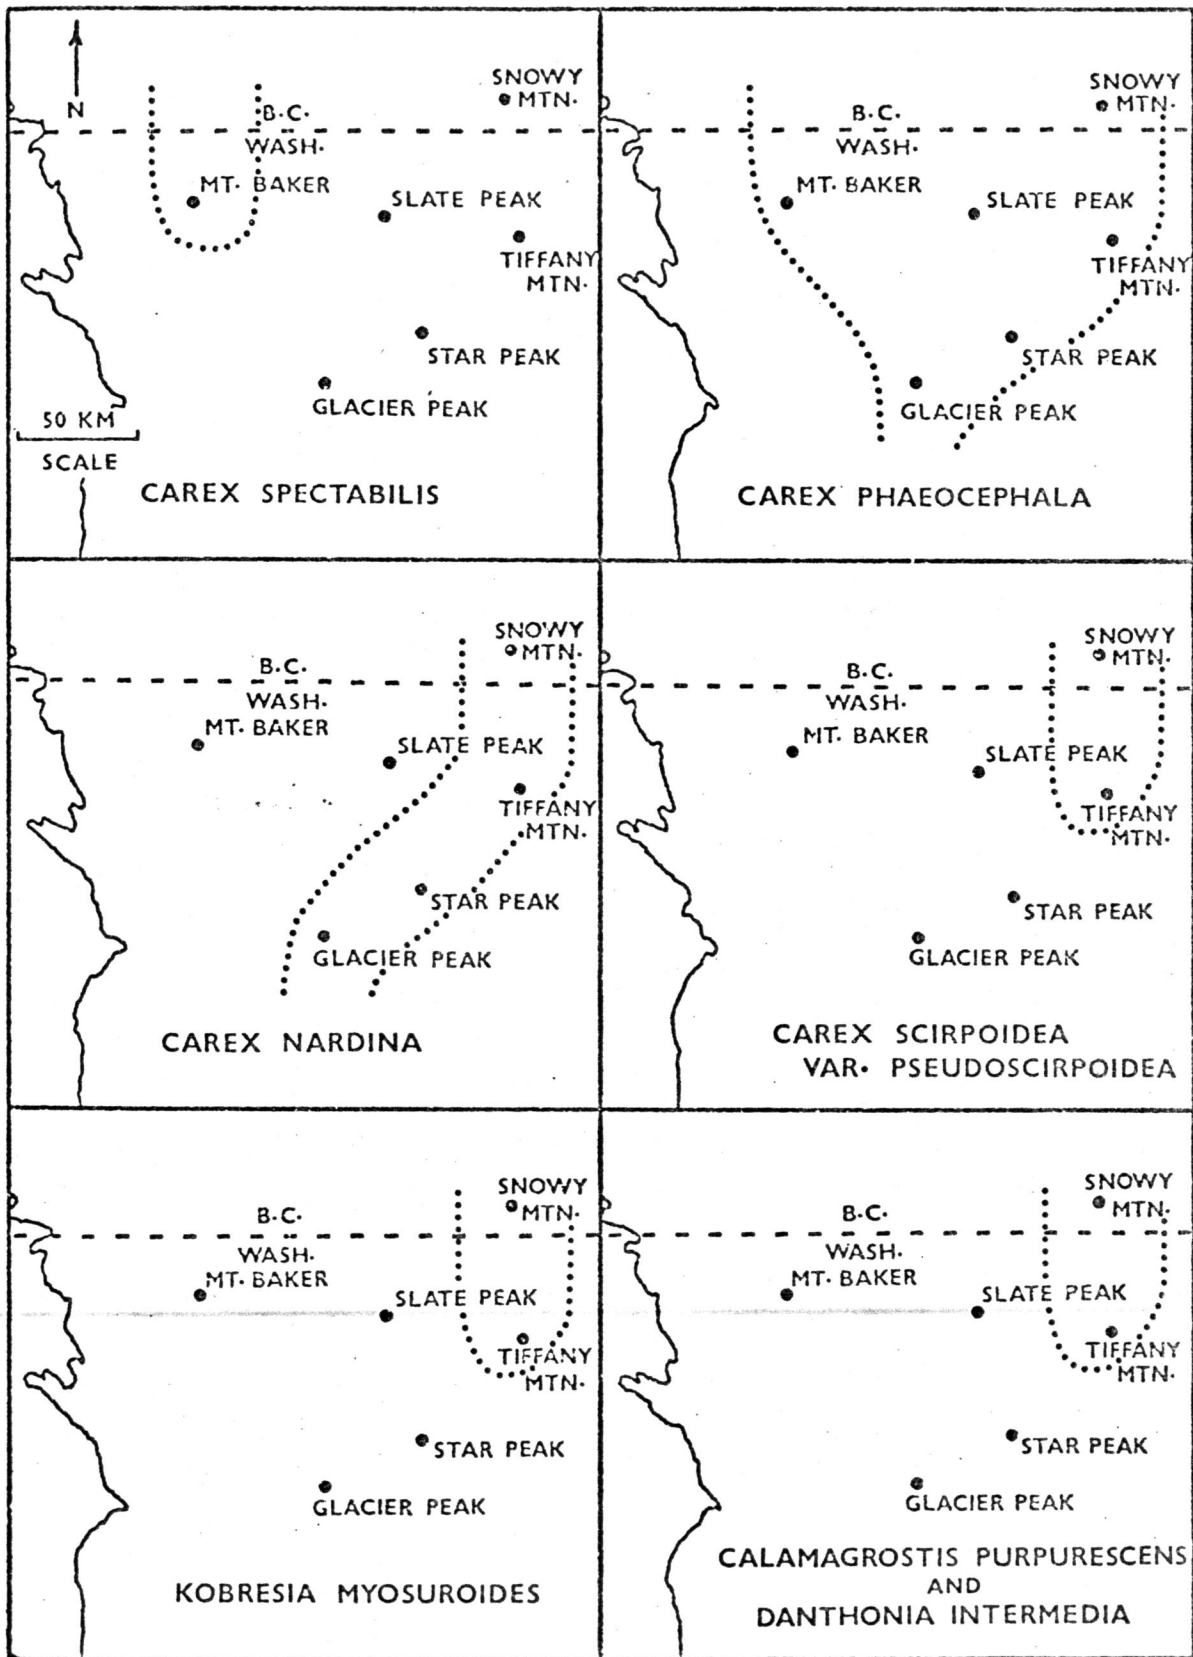 N
SNOWY
MTN.
B.C.
WASH.
MT. BAKER
SLATE PEAK
TIFFANY
MTN.
STAR PEAK
GLACIER PEAK
50 KM
SCALE
CAREX SPECTABILIS
SNOWY
MTN.
B.C.
WASH.
MT. BAKER
SLATE PEAK
TIFFANY
MTN.
STAR PEAK
GLACIER PEAK
CAREX PHAEOCEPHALA
SNOWY
MTN.
B.C.
WASH.
MT. BAKER
SLATE PEAK
TIFFANY
MTN.
STAR PEAK
GLACIER PEAK
CAREX NARDINA
SNOWY
MTN.
B.C.
WASH.
MT. BAKER
SLATE PEAK
TIFFANY
MTN.
STAR PEAK
GLACIER PEAK
CAREX SCIRPOIDEA
VAR. PSEUDOSCIRPOIDEA
SNOWY
MTN.
B.C.
WASH.
MT. BAKER
SLATE PEAK
TIFFANY
MTN.
STAR PEAK
GLACIER PEAK
KOBRESIA MYOSUROIDES
SNOWY
MTN.
B.C.
WASH.
MT. BAKER
SLATE PEAK
TIFFANY
MTN.
STAR PEAK
GLACIER PEAK
CALAMAGROSTIS PURPURESCENS
AND
DANTHONIA INTERMEDIA